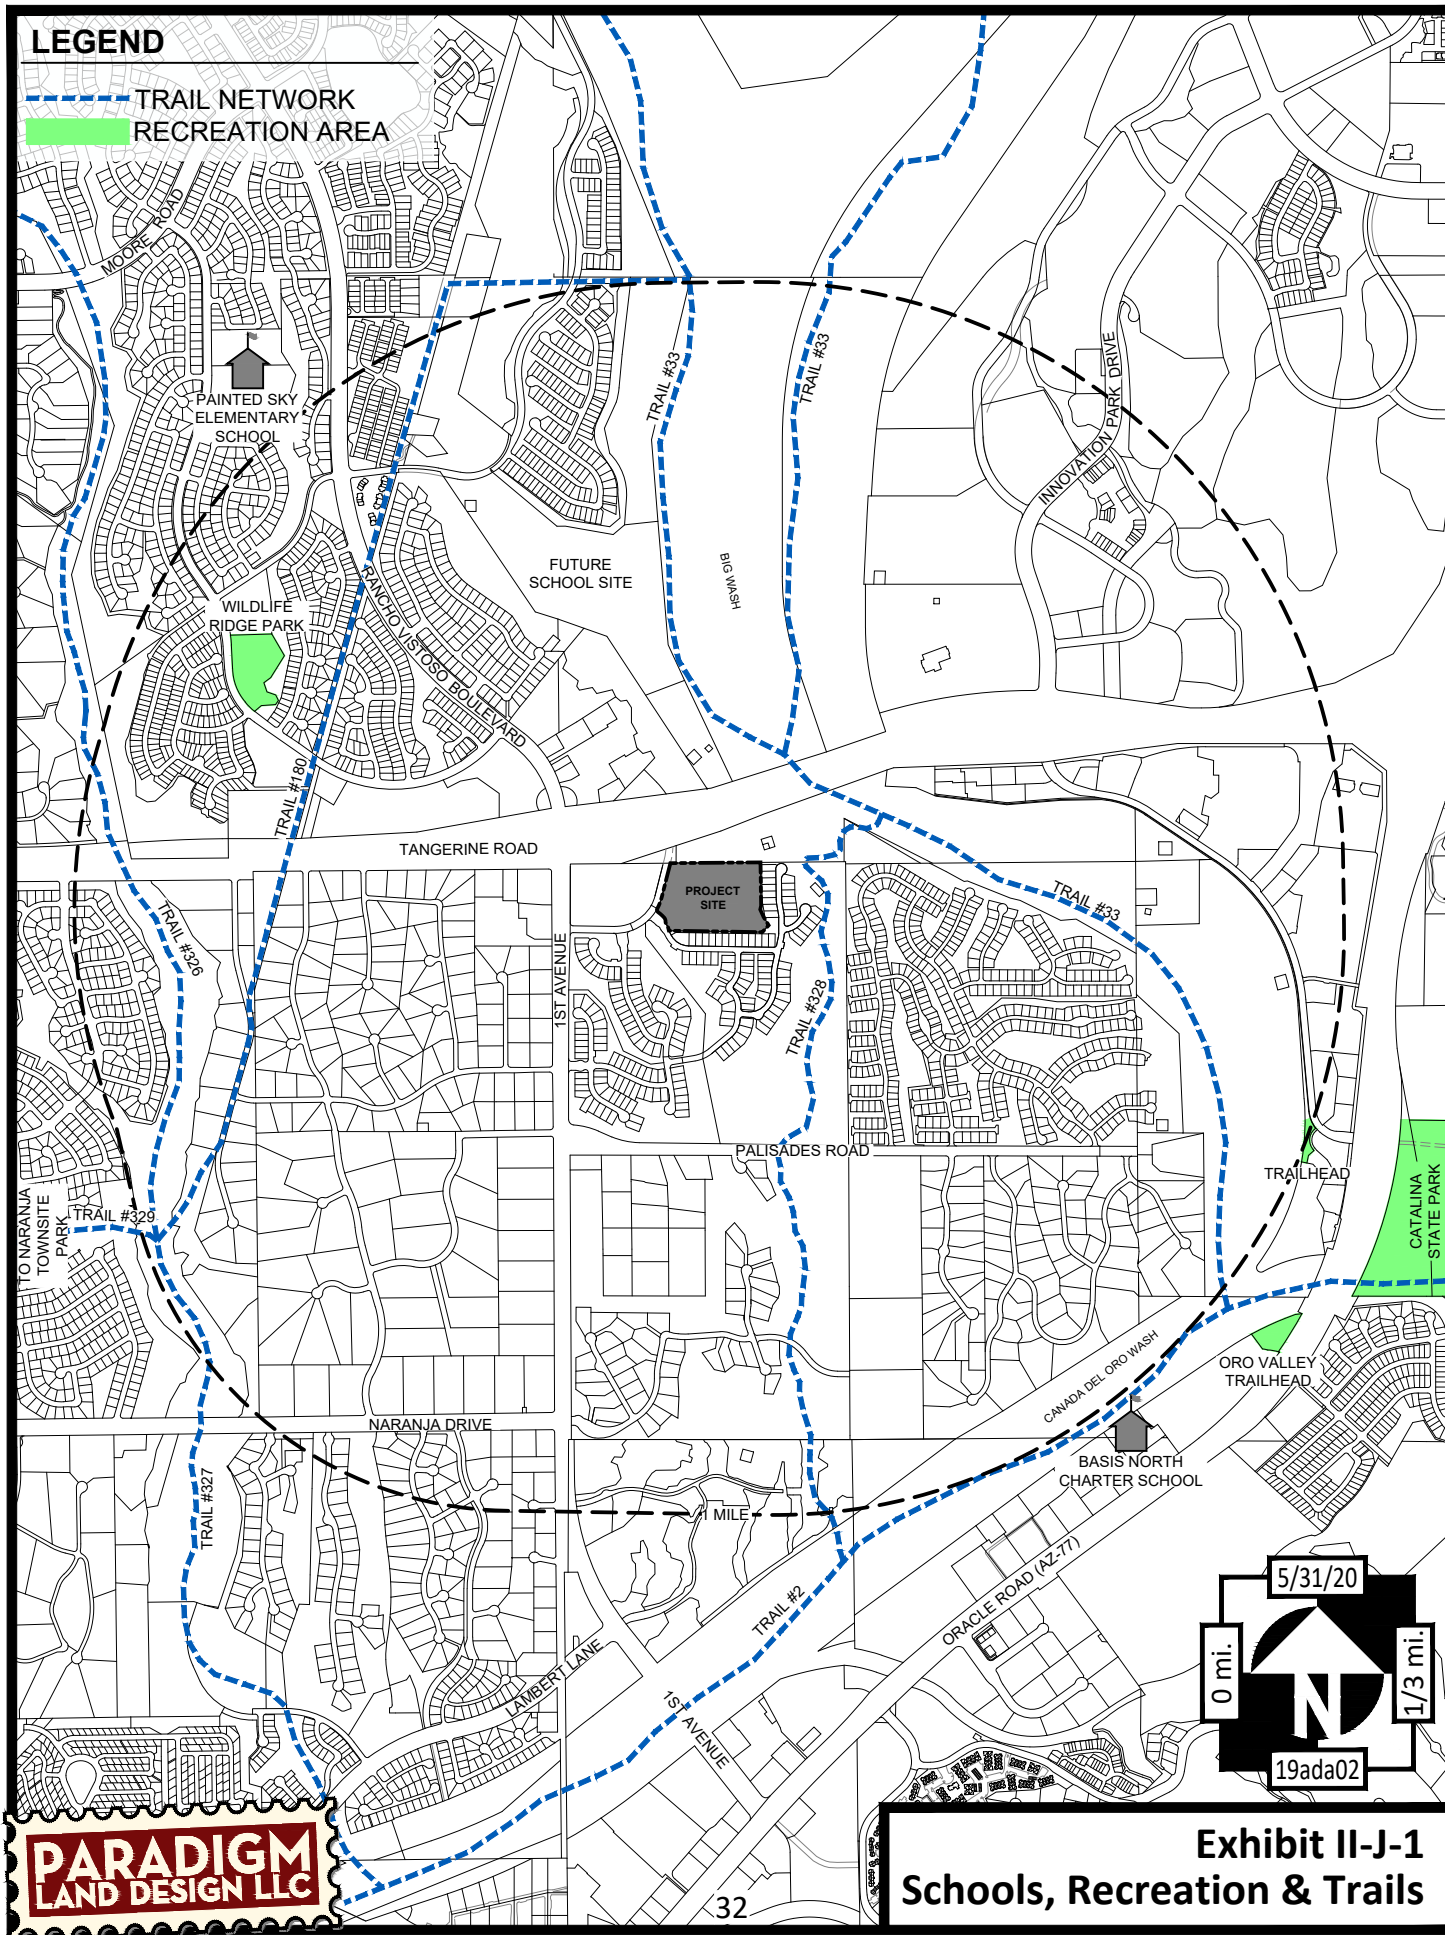 LEGEND
TRAIL NETWORK
RECREATION AREA
MOORE ROAD
PAINTED SKY
ELEMENTARY
SCHOOL
TRAIL #33
TRAIL #33
INNOVATION PARK DRIVE
FUTURE
SCHOOL SITE
BIG WASH
WILDLIFE
RIDGE PARK
RANCHO VISTOSO BOULEVARD
TRAIL #180
TANGERINE ROAD
PROJECT
SITE
TRAIL #33
TRAIL #326
1ST AVENUE
TRAIL #328
PALISADES ROAD
TRAILHEAD
CATALINA
STATE PARK
TO NARANJA
TOWNSITE
PARK
TRAIL #329
CANADA DEL ORO WASH
ORO VALLEY
TRAILHEAD
NARANJA DRIVE
BASIS NORTH
CHARTER SCHOOL
TRAIL #327
1 MILE
ORACLE ROAD (AZ-77)
TRAIL #2
LAMBERT LANE
1ST AVENUE
5/31/20
0 mi.
1/3 mi.
N
19ada02
PARADIGM
LAND DESIGN LLC
32
Exhibit II-J-1
Schools, Recreation & Trails